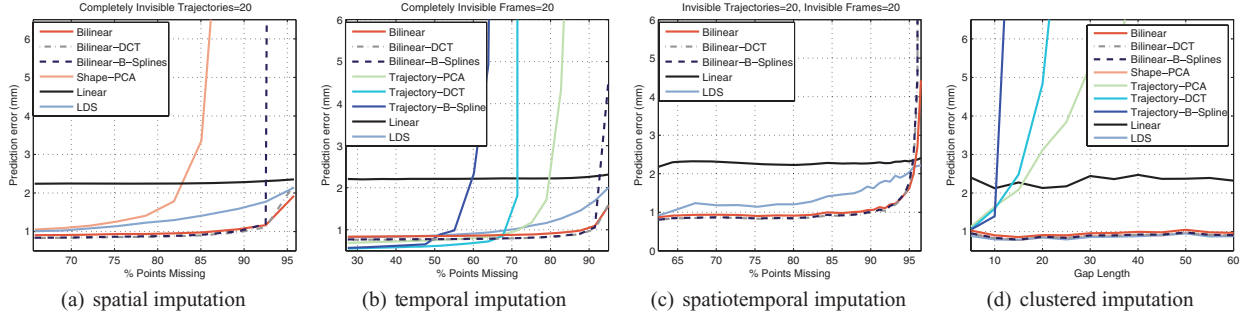 Completely Invisible Trajectories=20
Prediction error (mm)
6
5
4
3
2
1
Bilinear
Bilinear−DCT
Bilinear−B−Splines
Shape−PCA
Linear
LDS
70 75 80 85 90 95
% Points Missing
(a) spatial imputation
Completely Invisible Frames=20
Prediction error (mm)
6
5
4
3
2
1
0
Bilinear
Bilinear−DCT
Bilinear−B−Splines
Trajectory−PCA
Trajectory−DCT
Trajectory−B−Spline
Linear
LDS
30 40 50 60 70 80 90
% Points Missing
(b) temporal imputation
Invisible Trajectories=20, Invisible Frames=20
Prediction error (mm)
6
5
4
3
2
1
0
Bilinear
Bilinear−DCT
Bilinear−B−Splines
Linear
LDS
65 70 75 80 85 90 95
% Points Missing
(c) spatiotemporal imputation
Prediction error (mm)
6
5
4
3
2
1
Bilinear
Bilinear−DCT
Bilinear−B−Splines
Shape−PCA
Trajectory−PCA
Trajectory−DCT
Trajectory−B−Spline
Linear
LDS
10 20 30 40 50 60
Gap Length
(d) clustered imputation